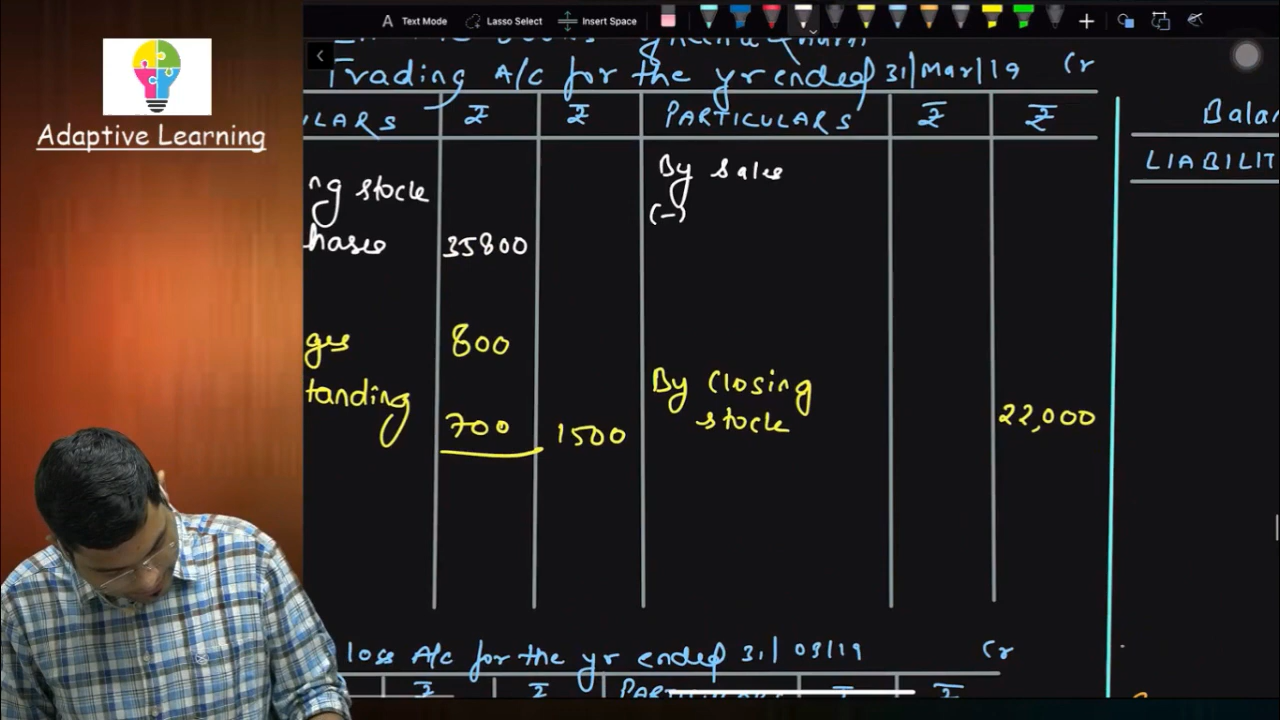 A Text Mode Lasso Select Insert Space
Adaptive Learning
Trading A/c for the yr ended 31/Mar/19 Cr
ULARS ₹ ₹ PARTICULARS ₹ ₹
Balan
LIABILIT
ng stock
By sales
(-)
hases 35800
ges 800
tanding 700 1500
By Closing
stock 22,000
loss A/c for the yr ended 31/03/19 Cr
₹ ₹ PARTICULARS ₹ ₹